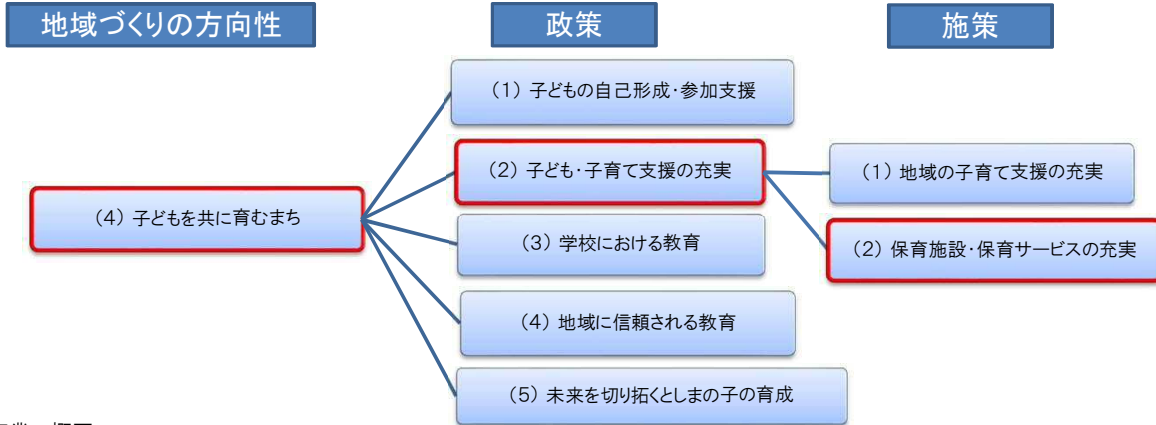 地域づくりの方向性
政策
施策
(1) 子どもの自己形成・参加支援
(2) 子ども・子育て支援の充実
(1) 地域の子育て支援の充実
(4) 子どもを共に育むまち
(3) 学校における教育
(2) 保育施設・保育サービスの充実
(4) 地域に信頼される教育
(5) 未来を切り拓くとしまの子の育成